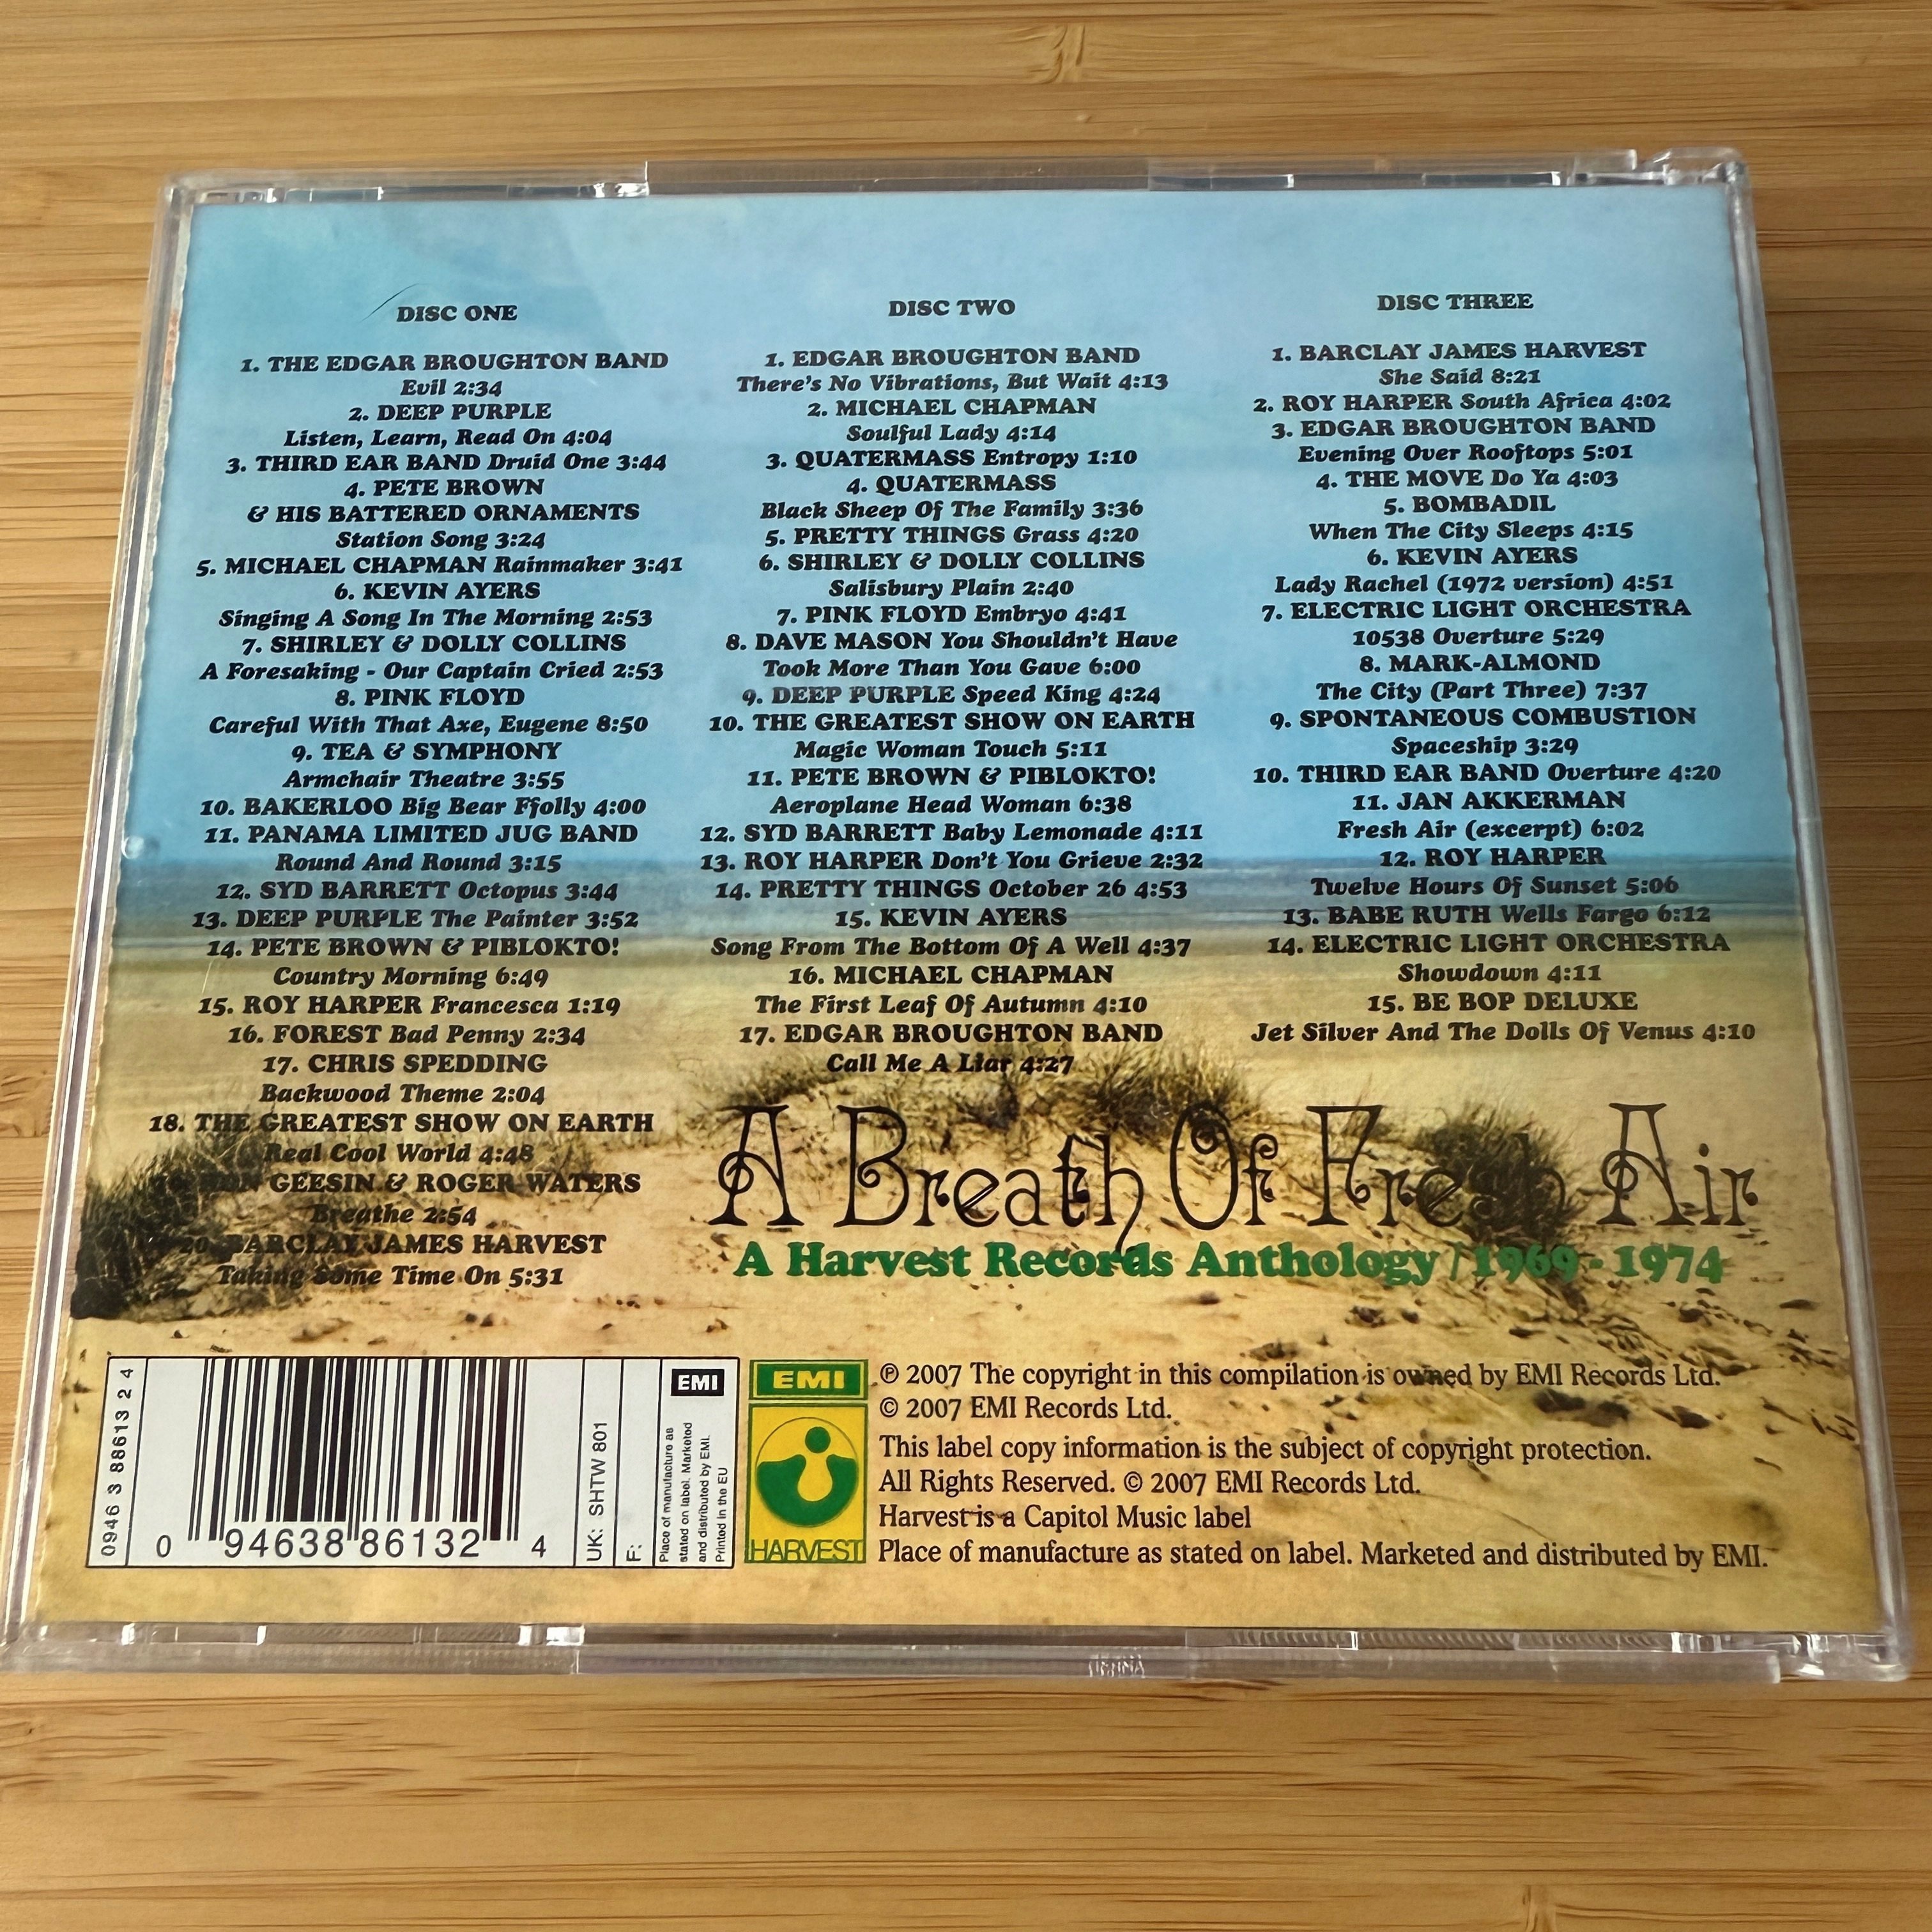 DISC ONE
1. THE EDGAR BROUGHTON BAND
Evil 2:34
2. DEEP PURPLE
Listen, Learn, Read On 4:04
3. THIRD EAR BAND Druid One 3:44
4. PETE BROWN
& HIS BATTERED ORNAMENTS
Station Song 3:24
5. MICHAEL CHAPMAN Rainmaker 3:41
6. KEVIN AYERS
Singing A Song In The Morning 2:53
7. SHIRLEY & DOLLY COLLINS
A Foresaking - Our Captain Cried 2:53
8. PINK FLOYD
Careful With That Axe, Eugene 8:50
9. TEA & SYMPHONY
Armchair Theatre 3:55
10. BAKERLOO Big Bear Ffolly 4:00
11. PANAMA LIMITED JUG BAND
Round And Round 3:15
12. SYD BARRETT Octopus 3:44
13. DEEP PURPLE The Painter 3:52
14. PETE BROWN & PIBLOKTO!
Country Morning 6:49
15. ROY HARPER Francesca 1:19
16. FOREST Bad Penny 2:34
17. CHRIS SPEDDING
Backwood Theme 2:04
18. THE GREATEST SHOW ON EARTH
Real Cool World 4:48
19. RON GEESIN & ROGER WATERS
Breathe 2:54
20. BARCLAY JAMES HARVEST
Taking Some Time On 5:31
DISC TWO
1. EDGAR BROUGHTON BAND
There's No Vibrations, But Wait 4:13
2. MICHAEL CHAPMAN
Soulful Lady 4:14
3. QUATERMASS Entropy 1:10
4. QUATERMASS
Black Sheep Of The Family 3:36
5. PRETTY THINGS Grass 4:20
6. SHIRLEY & DOLLY COLLINS
Salisbury Plain 2:40
7. PINK FLOYD Embryo 4:41
8. DAVE MASON You Shouldn't Have
Took More Than You Gave 6:00
9. DEEP PURPLE Speed King 4:24
10. THE GREATEST SHOW ON EARTH
Magic Woman Touch 5:11
11. PETE BROWN & PIBLOKTO!
Aeroplane Head Woman 6:38
12. SYD BARRETT Baby Lemonade 4:11
13. ROY HARPER Don't You Grieve 2:32
14. PRETTY THINGS October 26 4:53
15. KEVIN AYERS
Song From The Bottom Of A Well 4:37
16. MICHAEL CHAPMAN
The First Leaf Of Autumn 4:10
17. EDGAR BROUGHTON BAND
Call Me A Liar 4:27
DISC THREE
1. BARCLAY JAMES HARVEST
She Said 8:21
2. ROY HARPER South Africa 4:02
3. EDGAR BROUGHTON BAND
Evening Over Rooftops 5:01
4. THE MOVE Do Ya 4:03
5. BOMBADIL
When The City Sleeps 4:15
6. KEVIN AYERS
Lady Rachel (1972 version) 4:51
7. ELECTRIC LIGHT ORCHESTRA
10538 Overture 5:29
8. MARK-ALMOND
The City (Part Three) 7:37
9. SPONTANEOUS COMBUSTION
Spaceship 3:29
10. THIRD EAR BAND Overture 4:20
11. JAN AKKERMAN
Fresh Air (excerpt) 6:02
12. ROY HARPER
Twelve Hours Of Sunset 5:06
13. BABE RUTH Wells Fargo 6:12
14. ELECTRIC LIGHT ORCHESTRA
Showdown 4:11
15. BE BOP DELUXE
Jet Silver And The Dolls Of Venus 4:10
A Breath Of Fresh Air
A Harvest Records Anthology / 1969 - 1974
0946 3 88613 2 4
0 94638 86132 4
UK: SHTW 801
F:
EMI
Place of manufacture as
stated on label. Marketed
and distributed by EMI.
Printed in the EU
EMI
HARVEST
℗ 2007 The copyright in this compilation is owned by EMI Records Ltd.
© 2007 EMI Records Ltd.
This label copy information is the subject of copyright protection.
All Rights Reserved. © 2007 EMI Records Ltd.
Harvest is a Capitol Music label
Place of manufacture as stated on label. Marketed and distributed by EMI.